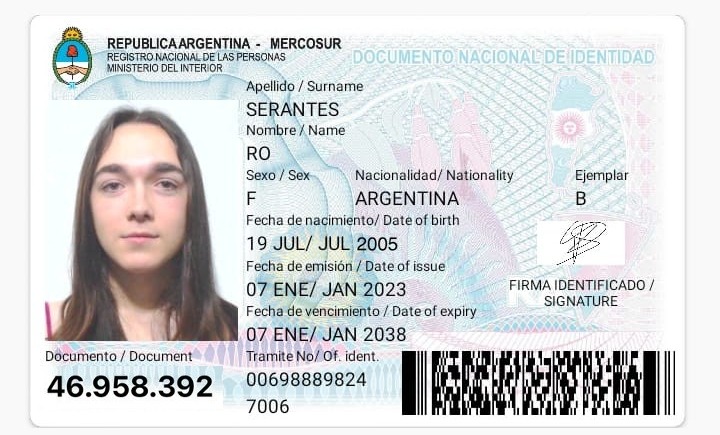 REPUBLICA ARGENTINA - MERCOSUR
REGISTRO NACIONAL DE LAS PERSONAS
MINISTERIO DEL INTERIOR
DOCUMENTO NACIONAL DE IDENTIDAD
Apellido / Surname
SERANTES
Nombre / Name
RO
Sexo / Sex Nacionalidad/ Nationality Ejemplar
F ARGENTINA B
Fecha de nacimiento/ Date of birth
19 JUL/ JUL 2005
Fecha de emisión / Date of issue
07 ENE/ JAN 2023
FIRMA IDENTIFICADO /
SIGNATURE
Fecha de vencimiento / Date of expiry
07 ENE/ JAN 2038
Documento / Document
46.958.392
Tramite No/ Of. ident.
00698889824
7006